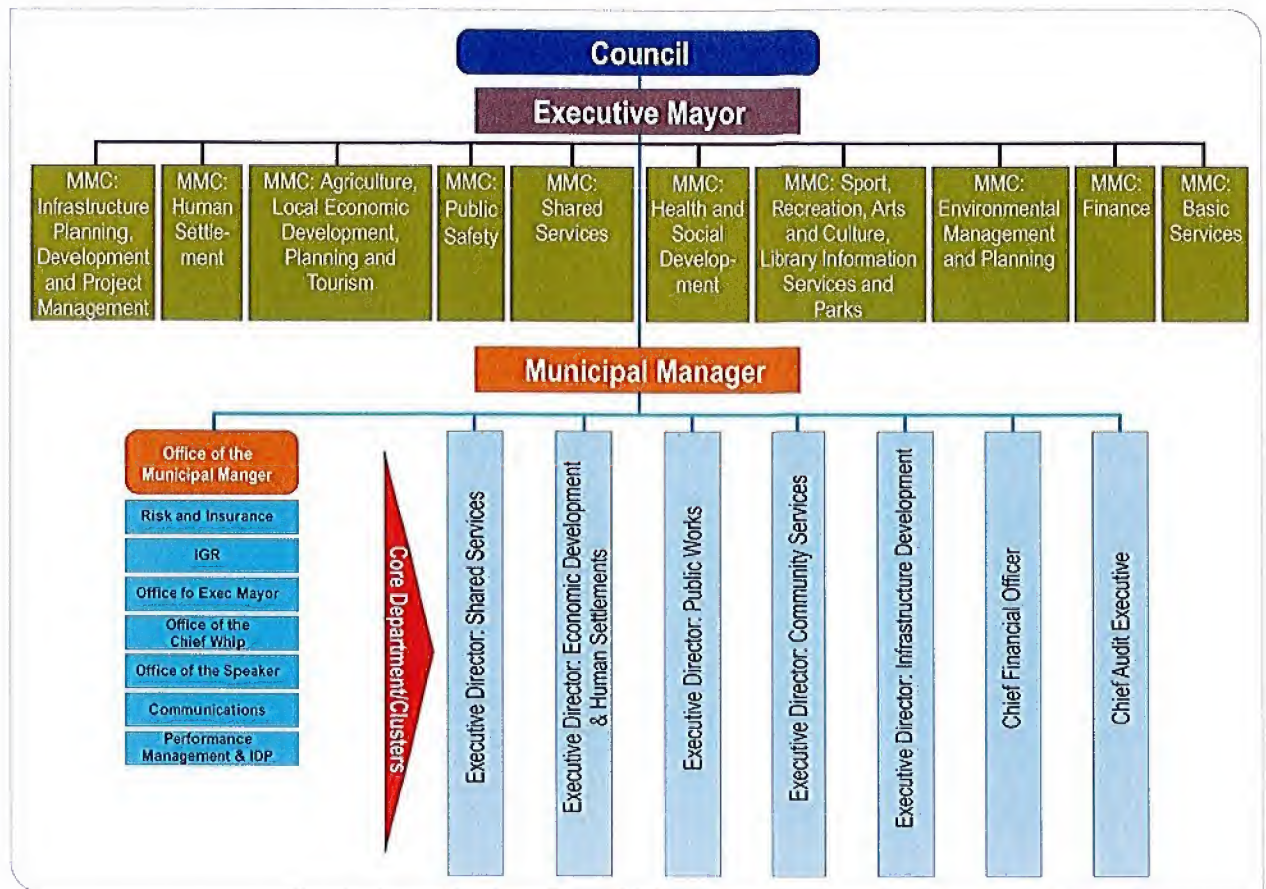 Council
Executive Mayor
MMC:
Infrastructure
Planning,
Development
and Project
Management
MMC:
Human
Settle-
ment
MMC: Agriculture,
Local Economic
Development,
Planning and
Tourism
MMC:
Public
Safety
MMC:
Shared
Services
MMC:
Health and
Social
Develop-
ment
MMC: Sport,
Recreation, Arts
and Culture,
Library Information
Services and
Parks
MMC:
Environmental
Management
and Planning
MMC:
Finance
MMC:
Basic
Services
Municipal Manager
Office of the
Municipal Manger
Risk and Insurance
IGR
Office fo Exec Mayor
Office of the
Chief Whip
Office of the Speaker
Communications
Performance
Management & IDP
Core Department/Clusters
Executive Director: Shared Services
Executive Director: Economic Development
& Human Settlements
Executive Director: Public Works
Executive Director: Community Services
Executive Director: Infrastructure Development
Chief Financial Officer
Chief Audit Executive